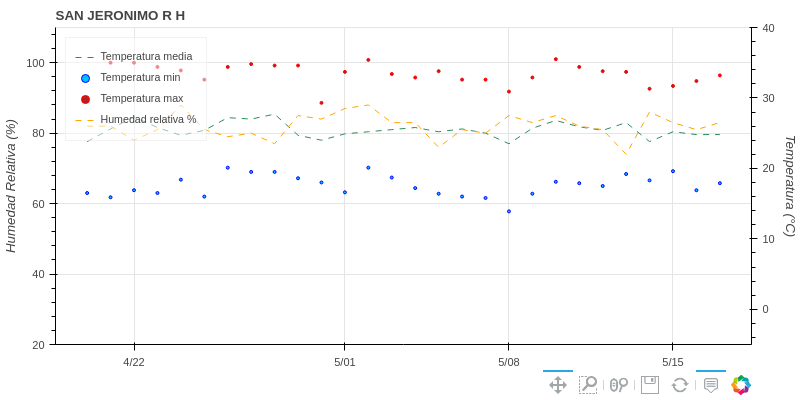 SAN JERONIMO R H
Temperatura media
Temperatura min
Temperatura max
Humedad relativa %
Humedad Relativa (%)
100
80
60
40
20
40
30
20
10
0
Temperatura (°C)
4/22
5/01
5/08
5/15